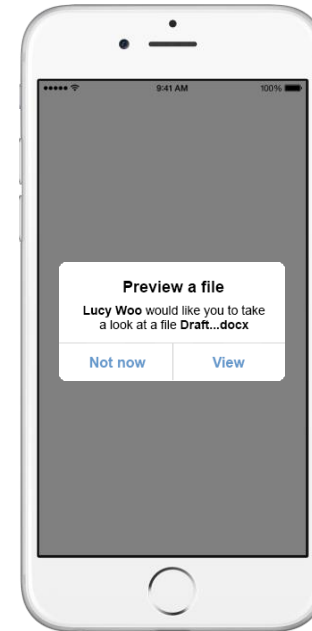 9:41 AM
100%
Preview a file
Lucy Woo would like you to take
a look at a file Draft...docx
Not now
View